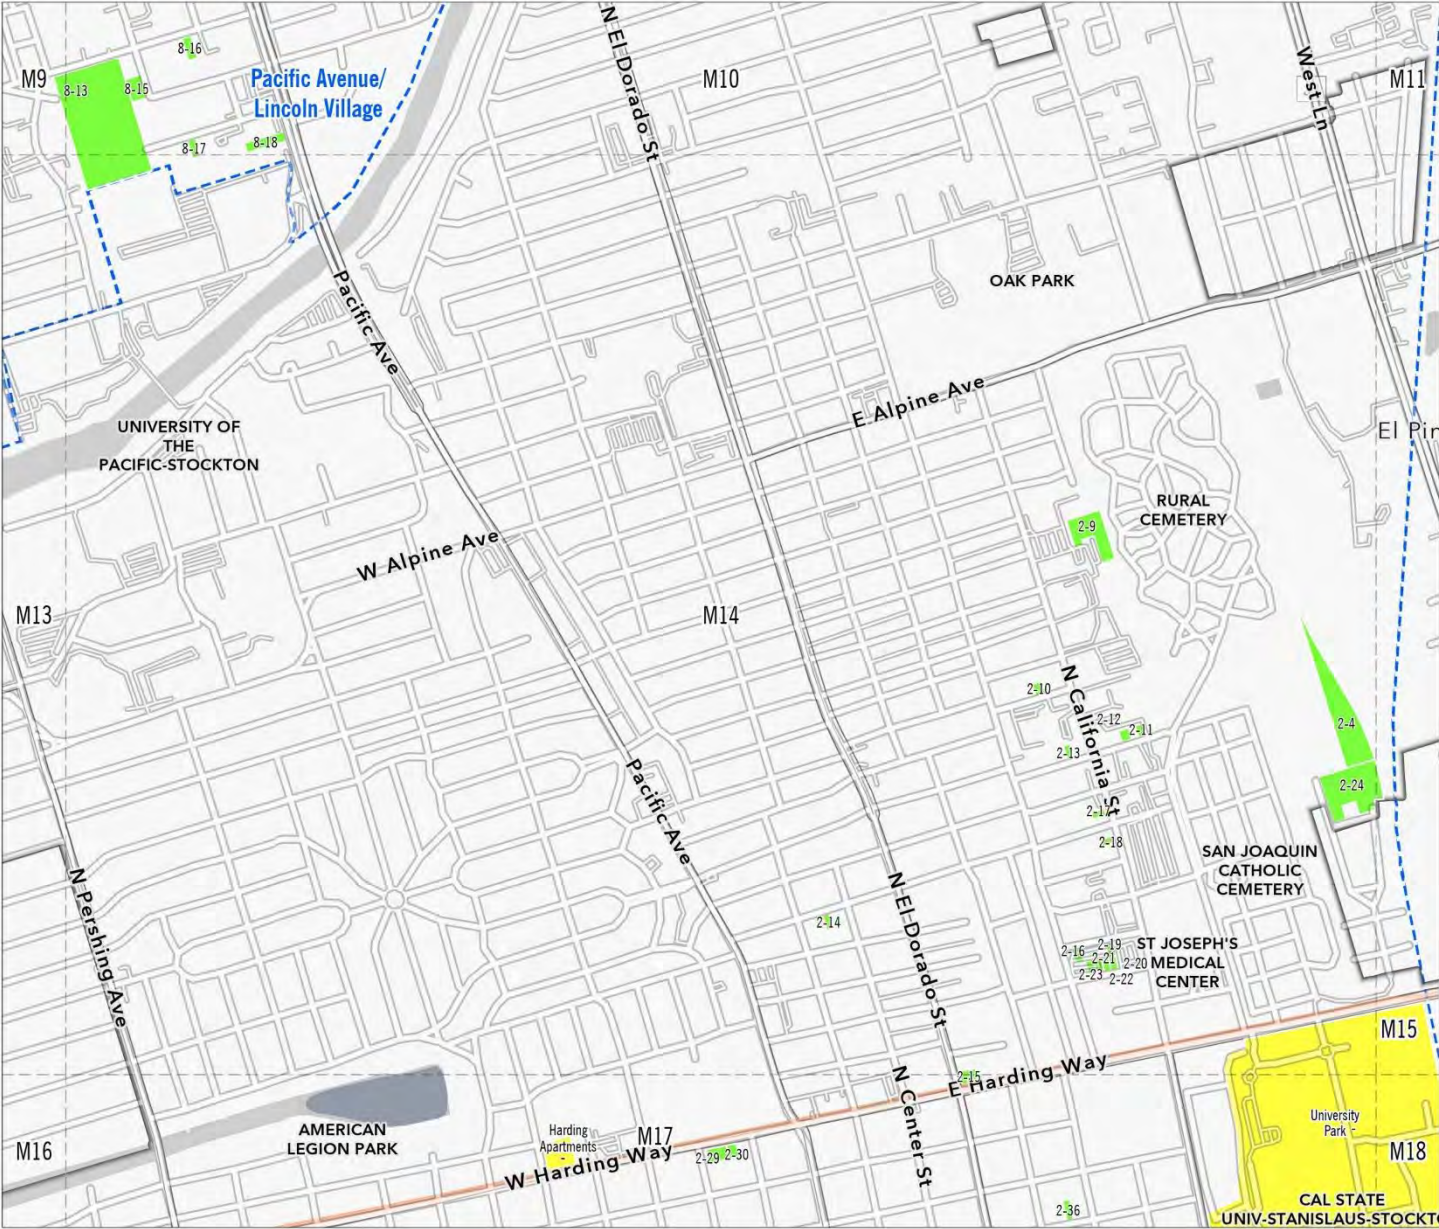 8-16
M9
8-13
8-15
Pacific Avenue/
Lincoln Village
8-17
8-18
N El Dorado St
M10
West Ln
M11
OAK PARK
Pacific Ave
E Alpine Ave
UNIVERSITY OF
THE
PACIFIC-STOCKTON
El Pin
RURAL
CEMETERY
2-9
W Alpine Ave
M13
M14
2-10
N California St
2-12
2-11
2-13
2-4
2-24
2-17
2-18
Pacific Ave
SAN JOAQUIN
CATHOLIC
CEMETERY
N Pershing Ave
N El Dorado St
2-14
2-16
2-19
2-21
2-20
2-23
2-22
ST JOSEPH'S
MEDICAL
CENTER
M15
2-15
E Harding Way
N Center St
AMERICAN
LEGION PARK
Harding
Apartments
M17
W Harding Way
2-29
2-30
University
Park
M16
M18
2-36
CAL STATE
UNIV-STANISLAUS-STOCKTO